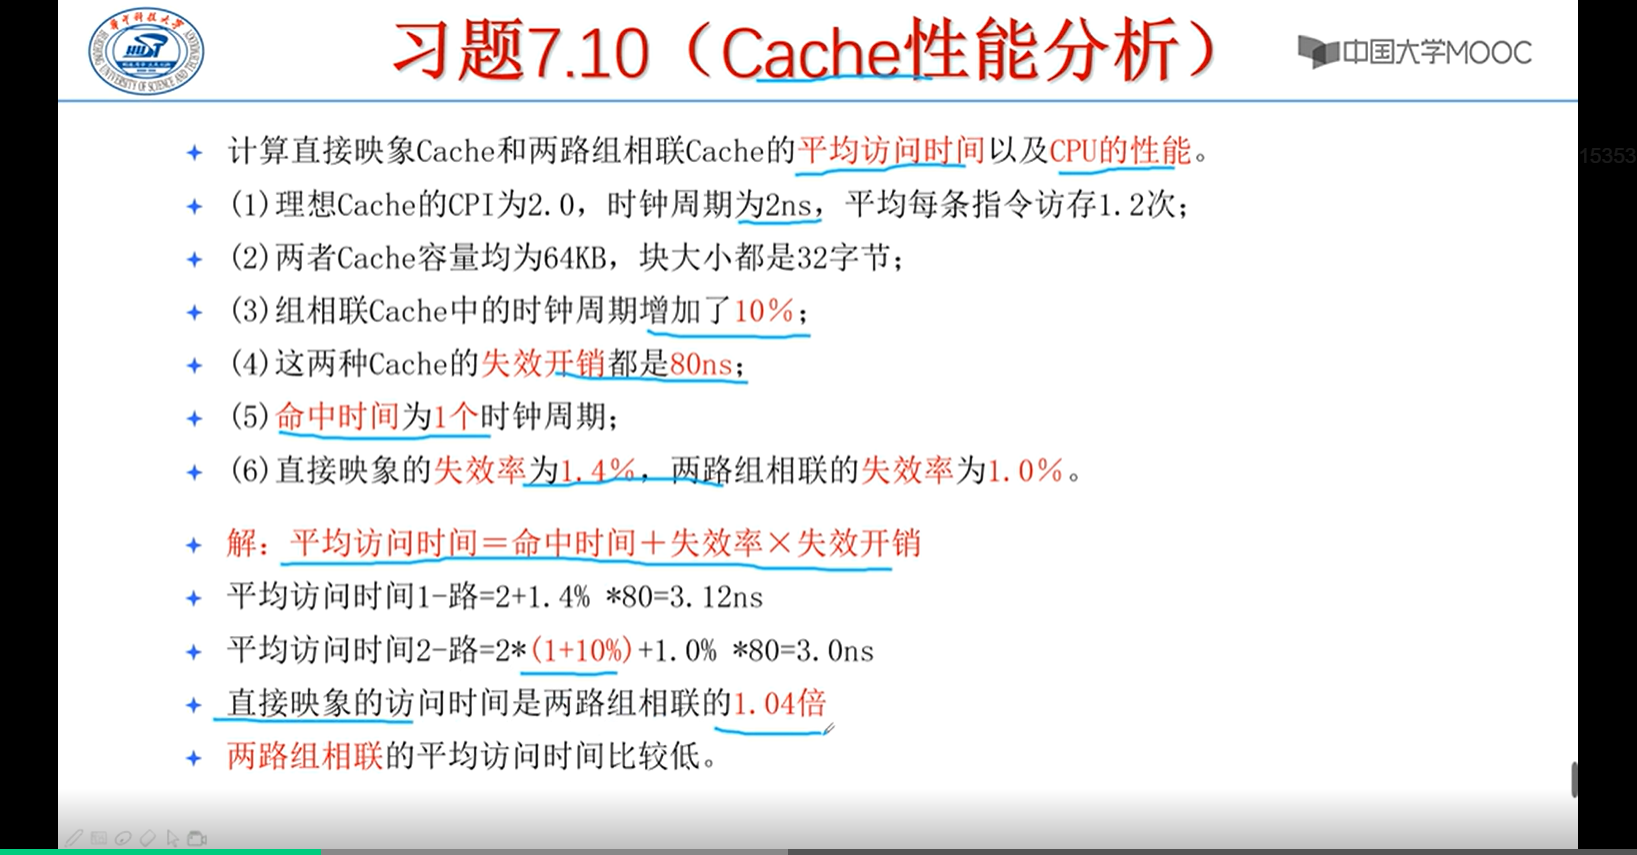 习题7.10（Cache性能分析）
中国大学MOOC
15353
计算直接映象Cache和两路组相联Cache的平均访问时间以及CPU的性能。
(1)理想Cache的CPI为2.0，时钟周期为2ns，平均每条指令访存1.2次；
(2)两者Cache容量均为64KB，块大小都是32字节；
(3)组相联Cache中的时钟周期增加了10％；
(4)这两种Cache的失效开销都是80ns；
(5)命中时间为1个时钟周期；
(6)直接映象的失效率为1.4％，两路组相联的失效率为1.0％。
解：平均访问时间＝命中时间＋失效率×失效开销
平均访问时间1-路=2+1.4% *80=3.12ns
平均访问时间2-路=2*(1+10%)+1.0% *80=3.0ns
直接映象的访问时间是两路组相联的1.04倍
两路组相联的平均访问时间比较低。